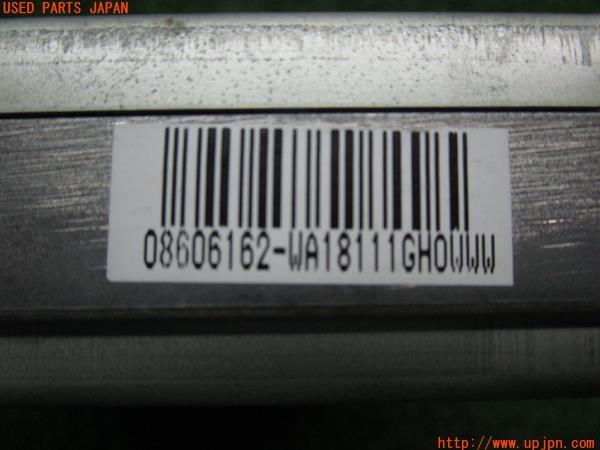 USED PARTS JAPAN
08606162-WA18111GH0WWW
http://www.upjpn.com/